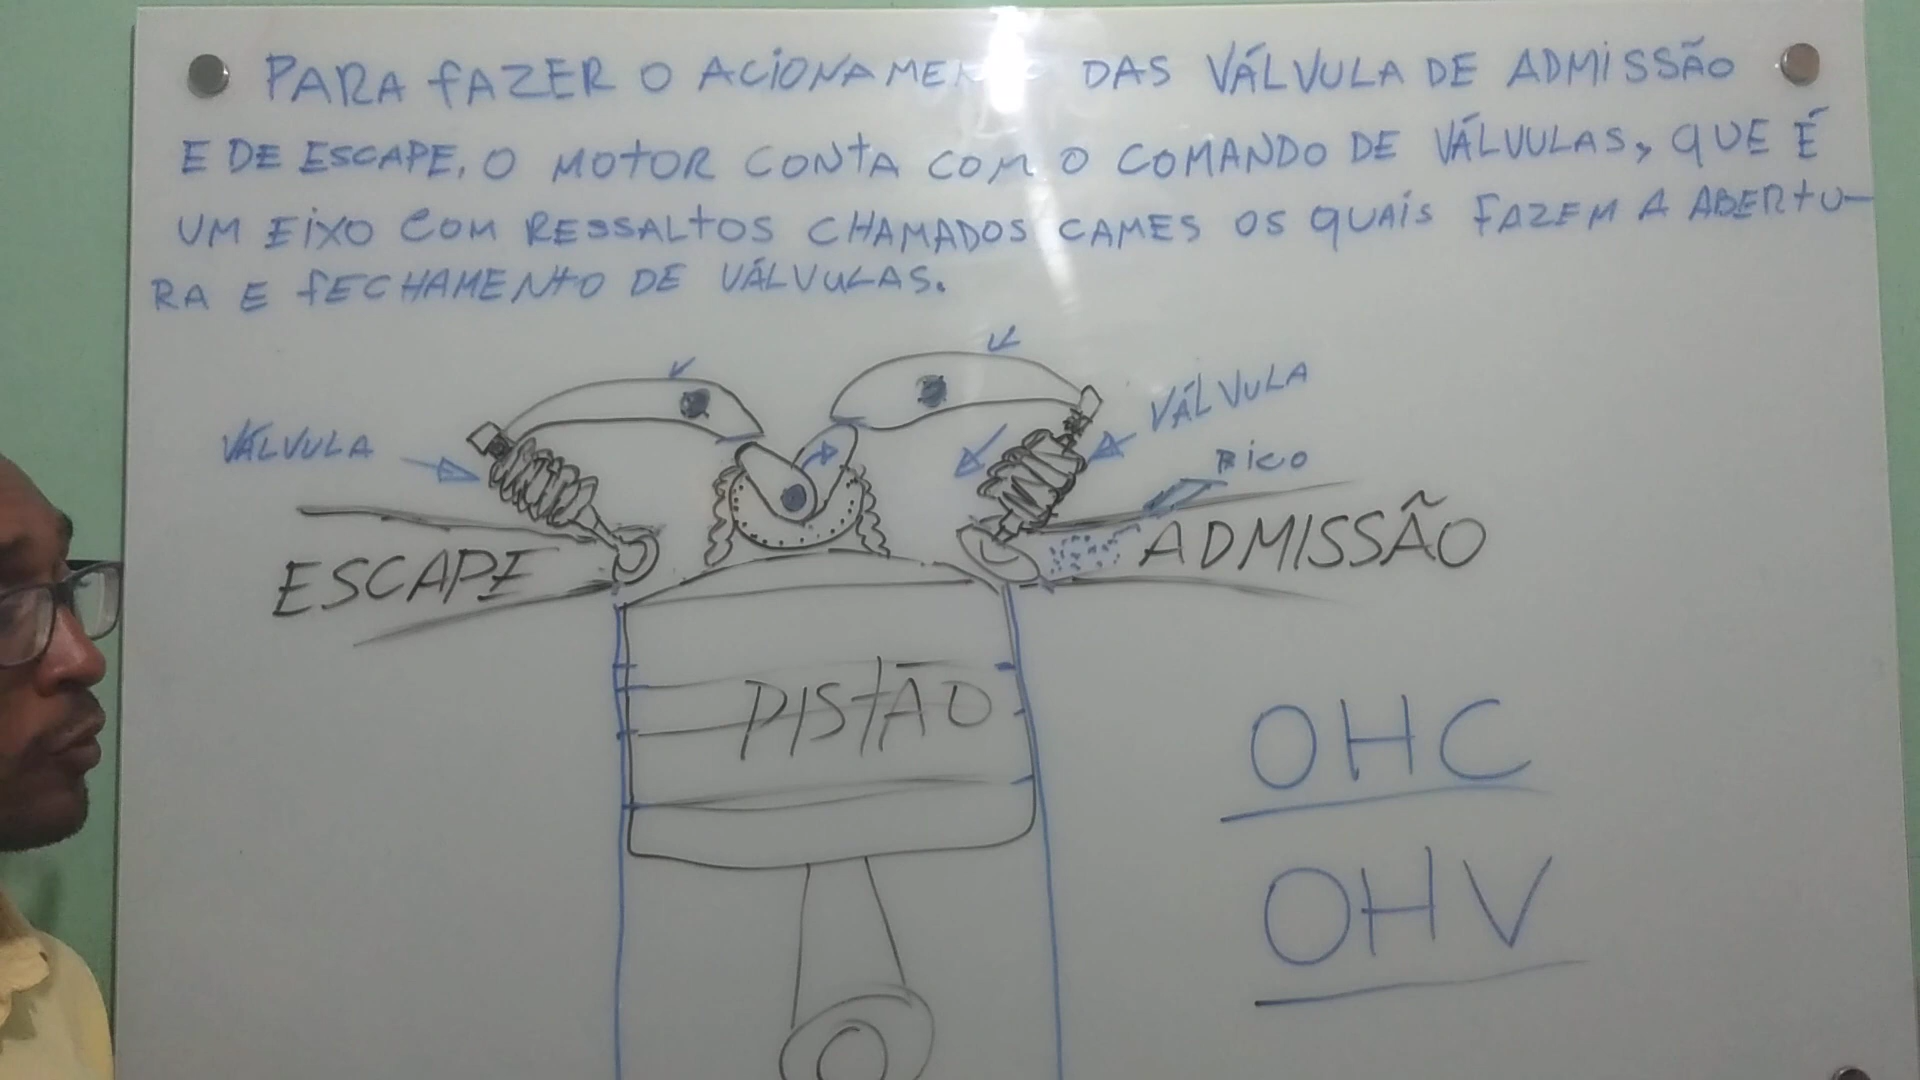 PARA FAZER O ACIONAMEN DAS VÁLVULA DE ADMISSÃO
E DE ESCAPE, O MOTOR CONTA COM O COMANDO DE VÁLVULAS, QUE É
UM EIXO COM RESSALTOS CHAMADOS CAMES OS QUAIS FAZEM A ABERTU-
RA E FECHAMENTO DE VÁLVULAS.
VÁLVULA
VÁLVULA
BICO
ESCAPE
ADMISSÃO
PISTÃO
OHC
OHV